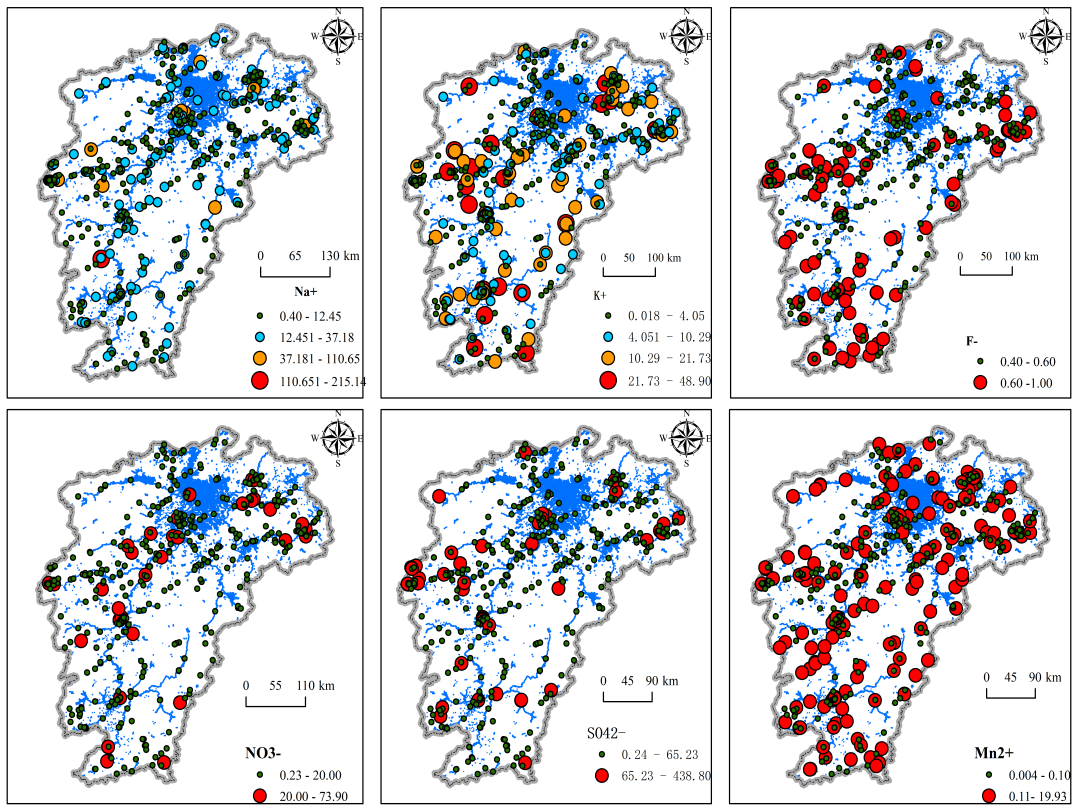 N
W E
S
0 65 130 km
Na+
0.40 - 12.45
12.451 - 37.18
37.181 - 110.65
110.651 - 215.14
N
W E
S
0 50 100 km
K+
0.018 - 4.05
4.051 - 10.29
10.29 - 21.73
21.73 - 48.90
N
W E
S
0 50 100 km
F-
0.40 - 0.60
0.60 -1.00
N
W E
S
0 55 110 km
NO3-
0.23 - 20.00
20.00 - 73.90
N
W E
S
0 45 90 km
SO42-
0.24 - 65.23
65.23 - 438.80
N
W E
S
0 45 90 km
Mn2+
0.004 - 0.10
0.11- 19.93